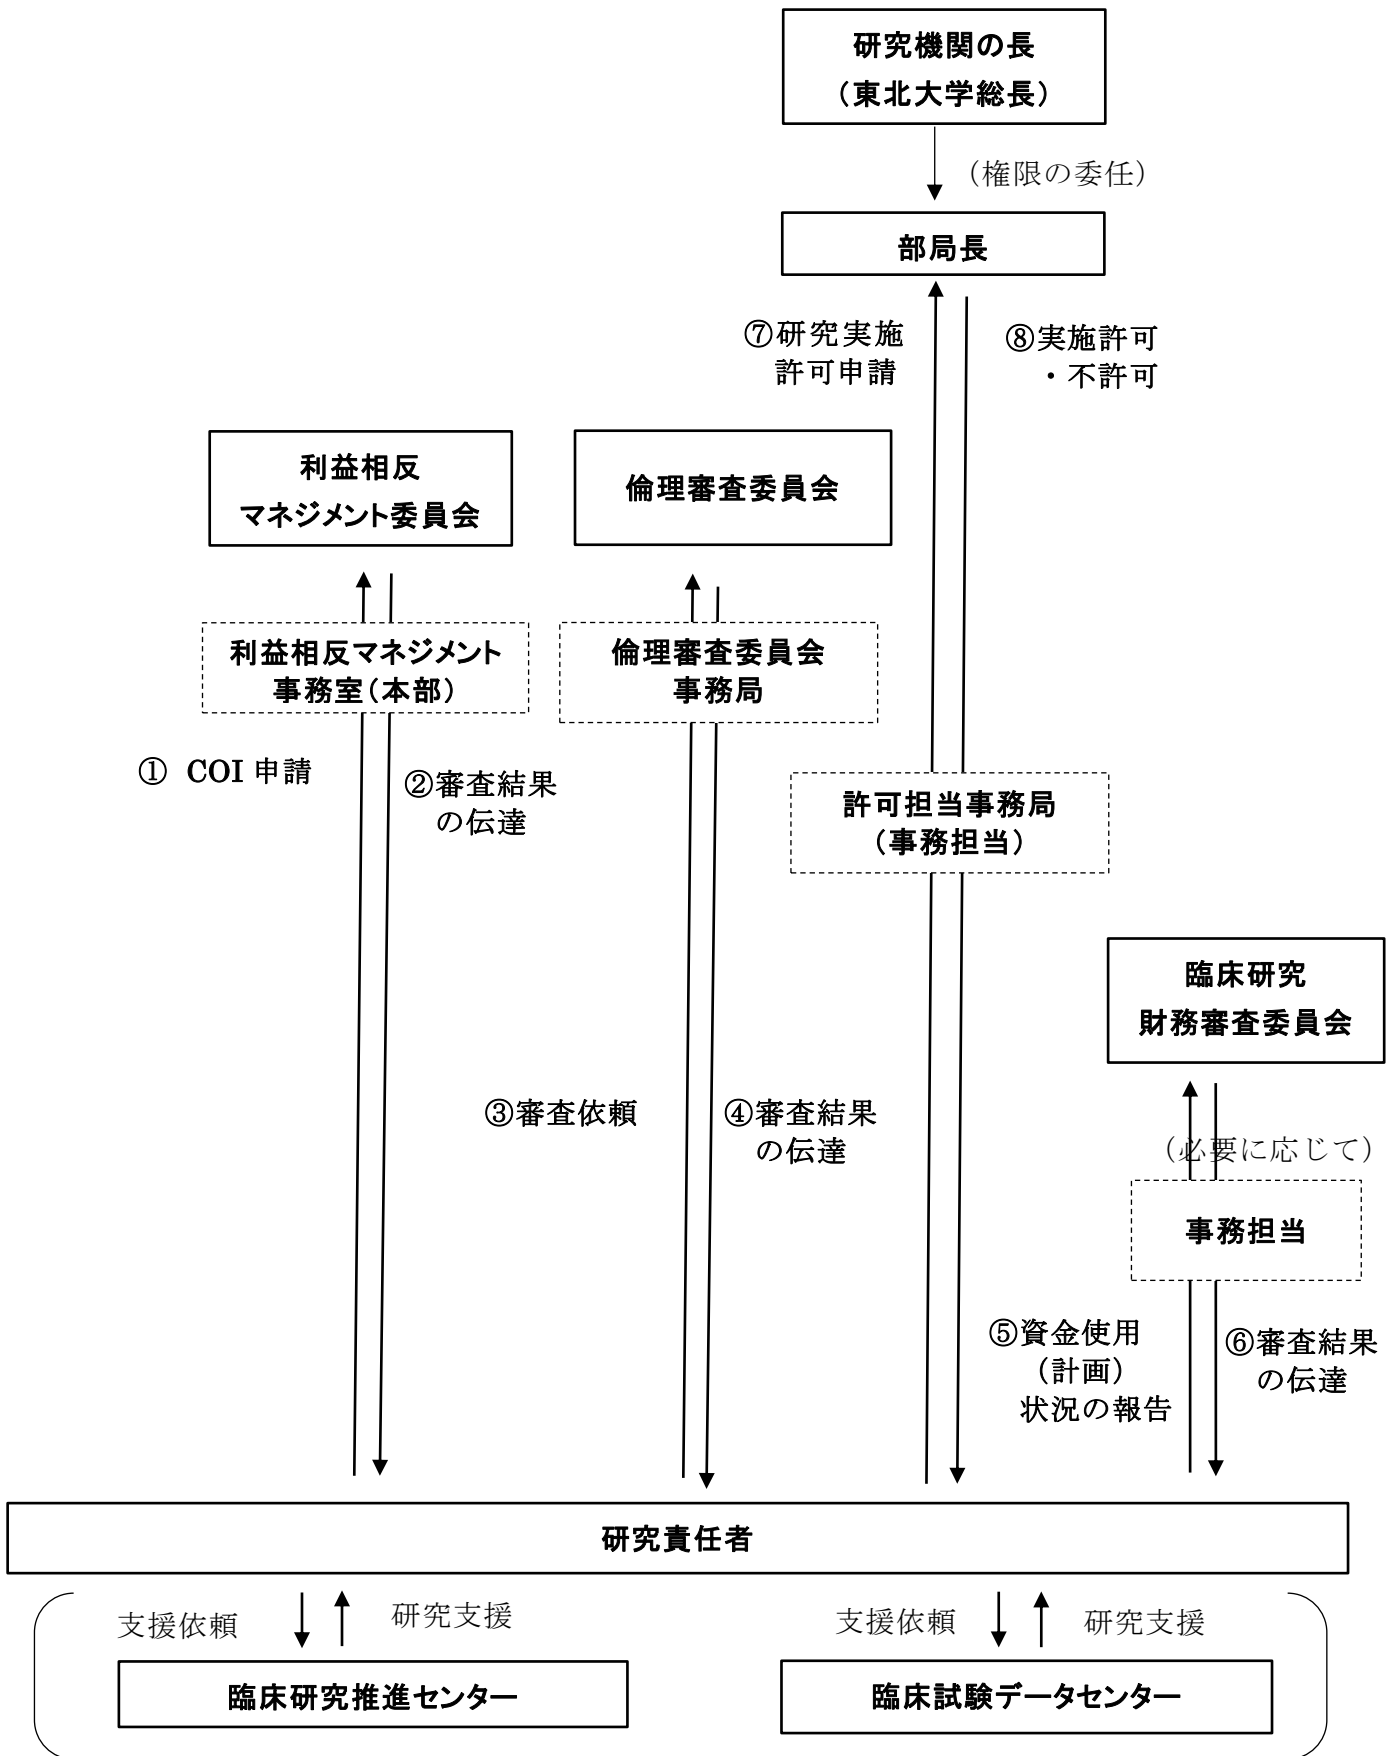 研究機関の長
（東北大学総長）
（権限の委任）
部局長
⑦研究実施
許可申請
⑧実施許可
・不許可
利益相反
マネジメント委員会
倫理審査委員会
利益相反マネジメント
事務室（本部）
倫理審査委員会
事務局
① COI 申請
②審査結果
の伝達
許可担当事務局
（事務担当）
臨床研究
財務審査委員会
③審査依頼
④審査結果
の伝達
（必要に応じて）
事務担当
⑤資金使用
（計画）
状況の報告
⑥審査結果
の伝達
研究責任者
支援依頼
研究支援
支援依頼
研究支援
臨床研究推進センター
臨床試験データセンター